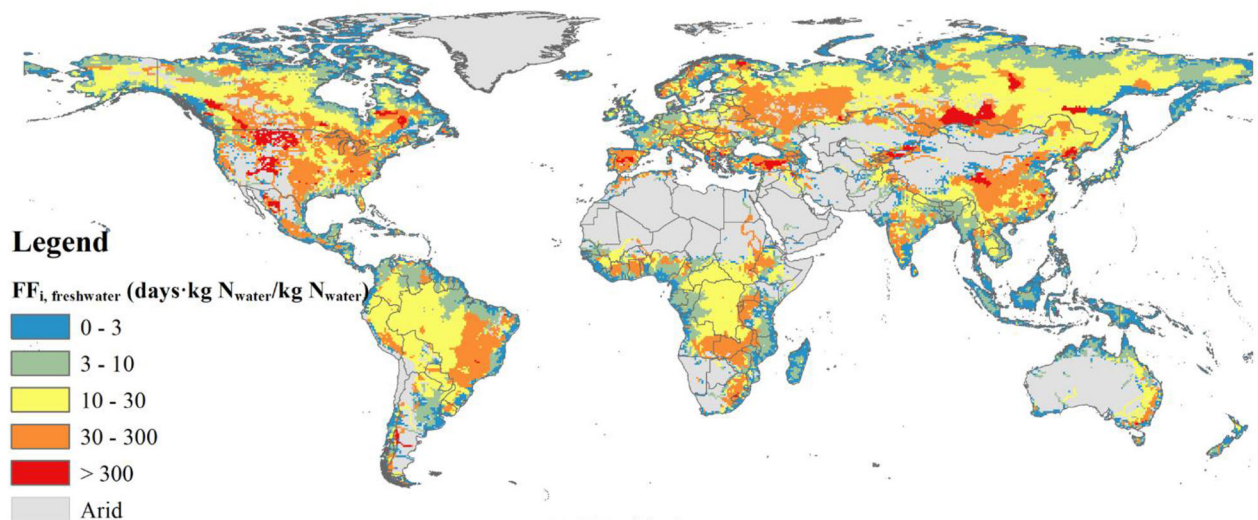 Legend
FFi, freshwater (days·kg Nwater/kg Nwater)
0 - 3
3 - 10
10 - 30
30 - 300
> 300
Arid